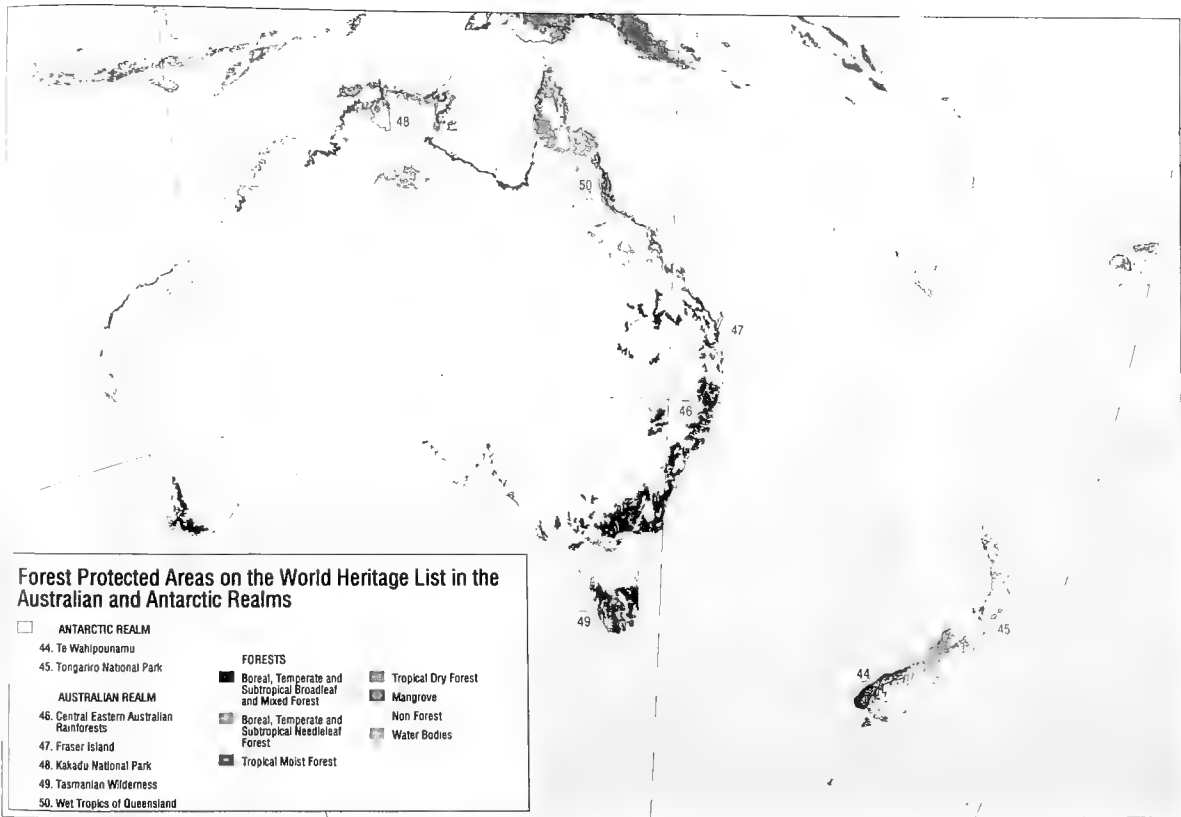 48
50
47
46
49
45
44
Forest Protected Areas on the World Heritage List in the
Australian and Antarctic Realms
ANTARCTIC REALM
44. Te Wahipounamu
45. Tongariro National Park
AUSTRALIAN REALM
46. Central Eastern Australian
Rainforests
47. Fraser Island
48. Kakadu National Park
49. Tasmanian Wilderness
50. Wet Tropics of Queensland
FORESTS
Boreal, Temperate and
Subtropical Broadleaf
and Mixed Forest
Boreal, Temperate and
Subtropical Needleleaf
Forest
Tropical Moist Forest
Tropical Dry Forest
Mangrove
Non Forest
Water Bodies